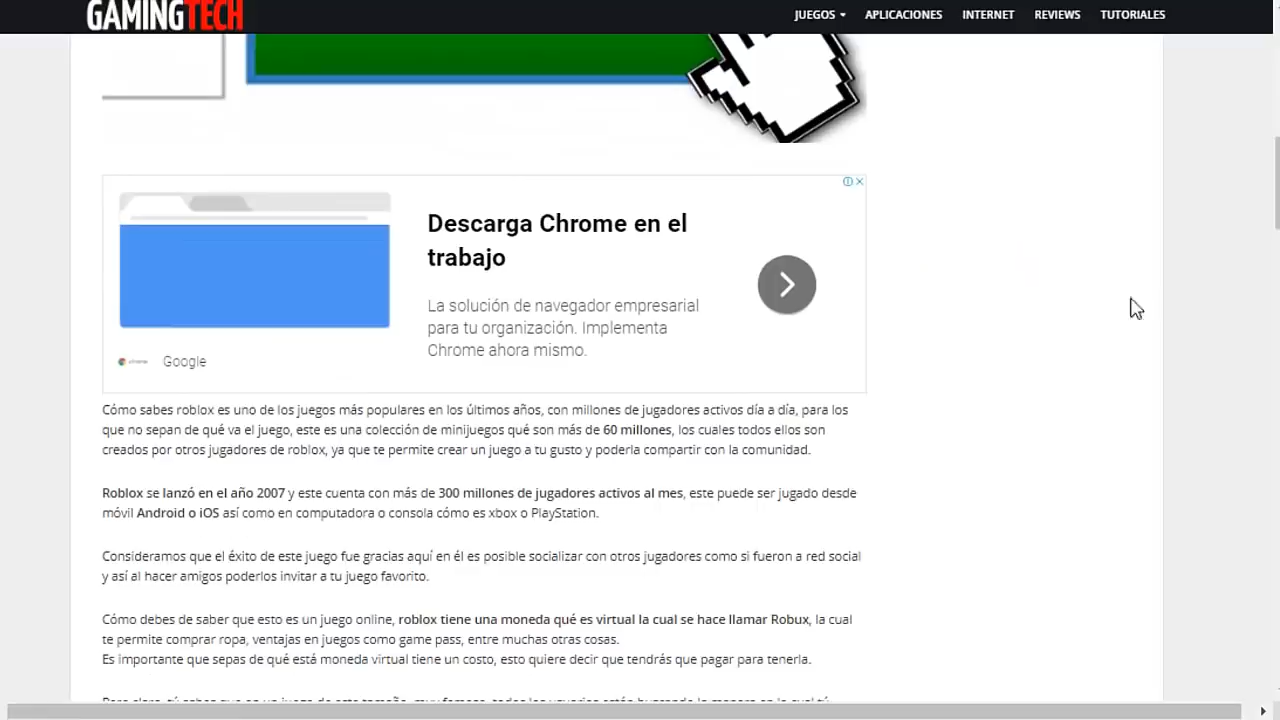 GAMINGTECH
JUEGOS APLICACIONES INTERNET REVIEWS TUTORIALES
Descarga Chrome en el
trabajo
La solución de navegador empresarial
para tu organización. Implementa
Chrome ahora mismo.
Google
Cómo sabes roblox es uno de los juegos más populares en los últimos años, con millones de jugadores activos día a día, para los
que no sepan de qué va el juego, este es una colección de minijuegos qué son más de 60 millones, los cuales todos ellos son
creados por otros jugadores de roblox, ya que te permite crear un juego a tu gusto y poderla compartir con la comunidad.
Roblox se lanzó en el año 2007 y este cuenta con más de 300 millones de jugadores activos al mes, este puede ser jugado desde
móvil Android o iOS así como en computadora o consola cómo es xbox o PlayStation.
Consideramos que el éxito de este juego fue gracias aquí en él es posible socializar con otros jugadores como si fueron a red social
y así al hacer amigos poderlos invitar a tu juego favorito.
Cómo debes de saber que esto es un juego online, roblox tiene una moneda qué es virtual la cual se hace llamar Robux, la cual
te permite comprar ropa, ventajas en juegos como game pass, entre muchas otras cosas.
Es importante que sepas de qué está moneda virtual tiene un costo, esto quiere decir que tendrás que pagar para tenerla.